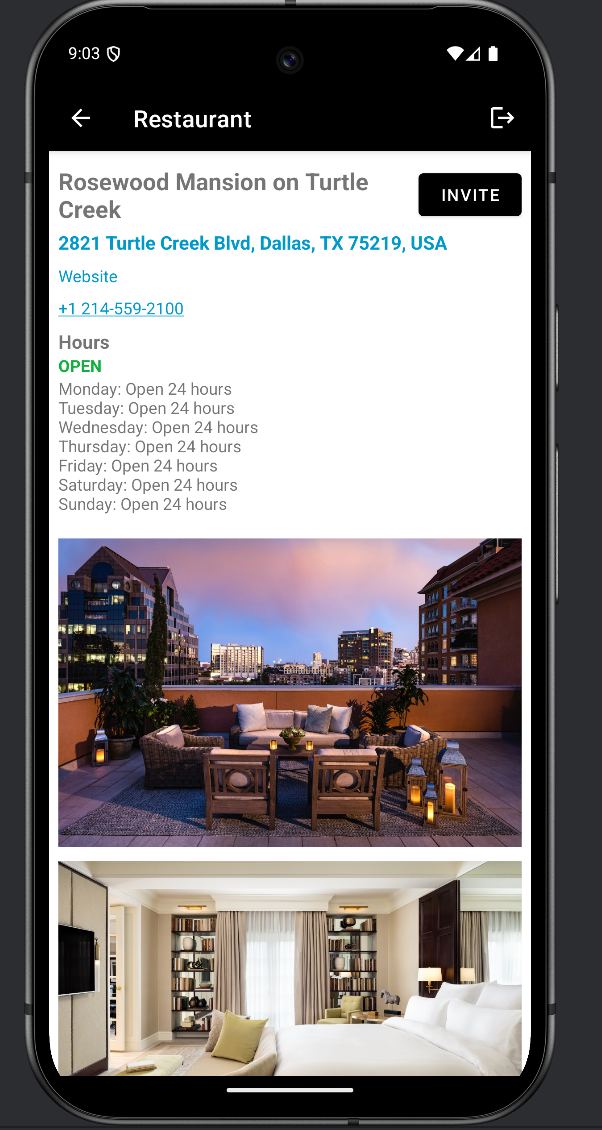 9:03
Restaurant
Rosewood Mansion on Turtle
Creek
INVITE
2821 Turtle Creek Blvd, Dallas, TX 75219, USA
Website
+1 214-559-2100
Hours
OPEN
Monday: Open 24 hours
Tuesday: Open 24 hours
Wednesday: Open 24 hours
Thursday: Open 24 hours
Friday: Open 24 hours
Saturday: Open 24 hours
Sunday: Open 24 hours